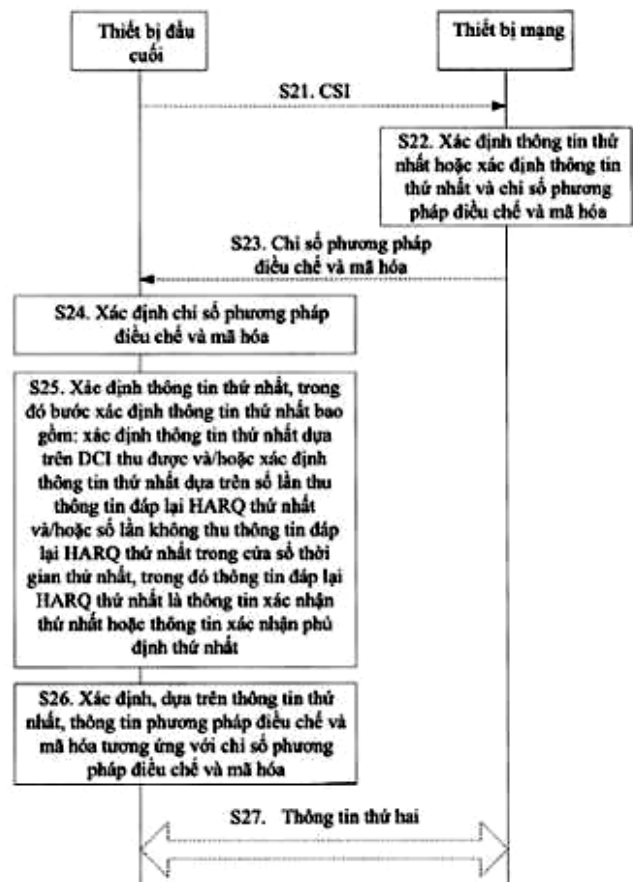 Thiết bị đầu
cuối
Thiết bị mạng
S21. CSI
S22. Xác định thông tin thứ
nhất hoặc xác định thông tin
thứ nhất và chỉ số phương
pháp điều chế và mã hóa
S23. Chỉ số phương pháp
điều chế và mã hóa
S24. Xác định chỉ số phương pháp
điều chế và mã hóa
S25. Xác định thông tin thứ nhất, trong
đó bước xác định thông tin thứ nhất bao
gồm: xác định thông tin thứ nhất dựa
trên DCI thu được và/hoặc xác định
thông tin thứ nhất dựa trên số lần thu
thông tin đáp lại HARQ thứ nhất
và/hoặc số lần không thu thông tin đáp
lại HARQ thứ nhất trong cửa sổ thời
gian thứ nhất, trong đó thông tin đáp lại
HARQ thứ nhất là thông tin xác nhận
thứ nhất hoặc thông tin xác nhận phủ
định thứ nhất
S26. Xác định, dựa trên thông tin thứ
nhất, thông tin phương pháp điều chế và
mã hóa tương ứng với chỉ số phương
pháp điều chế và mã hóa
S27. Thông tin thứ hai